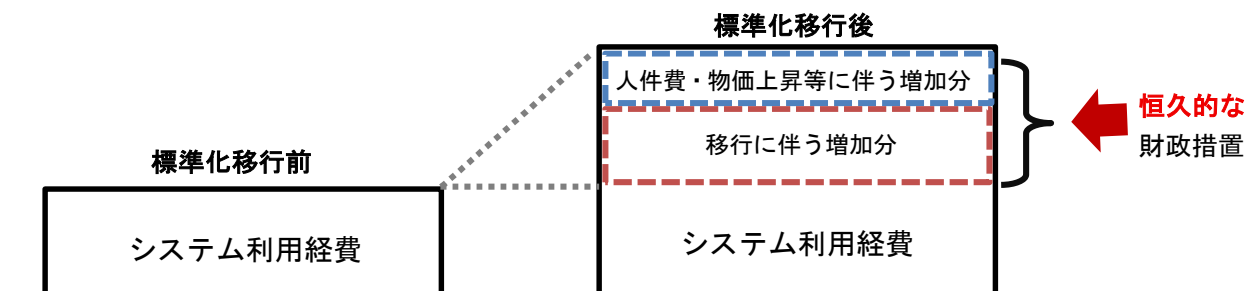 標準化移行後
人件費・物価上昇等に伴う増加分
恒久的な
移行に伴う増加分
財政措置
標準化移行前
システム利用経費
システム利用経費